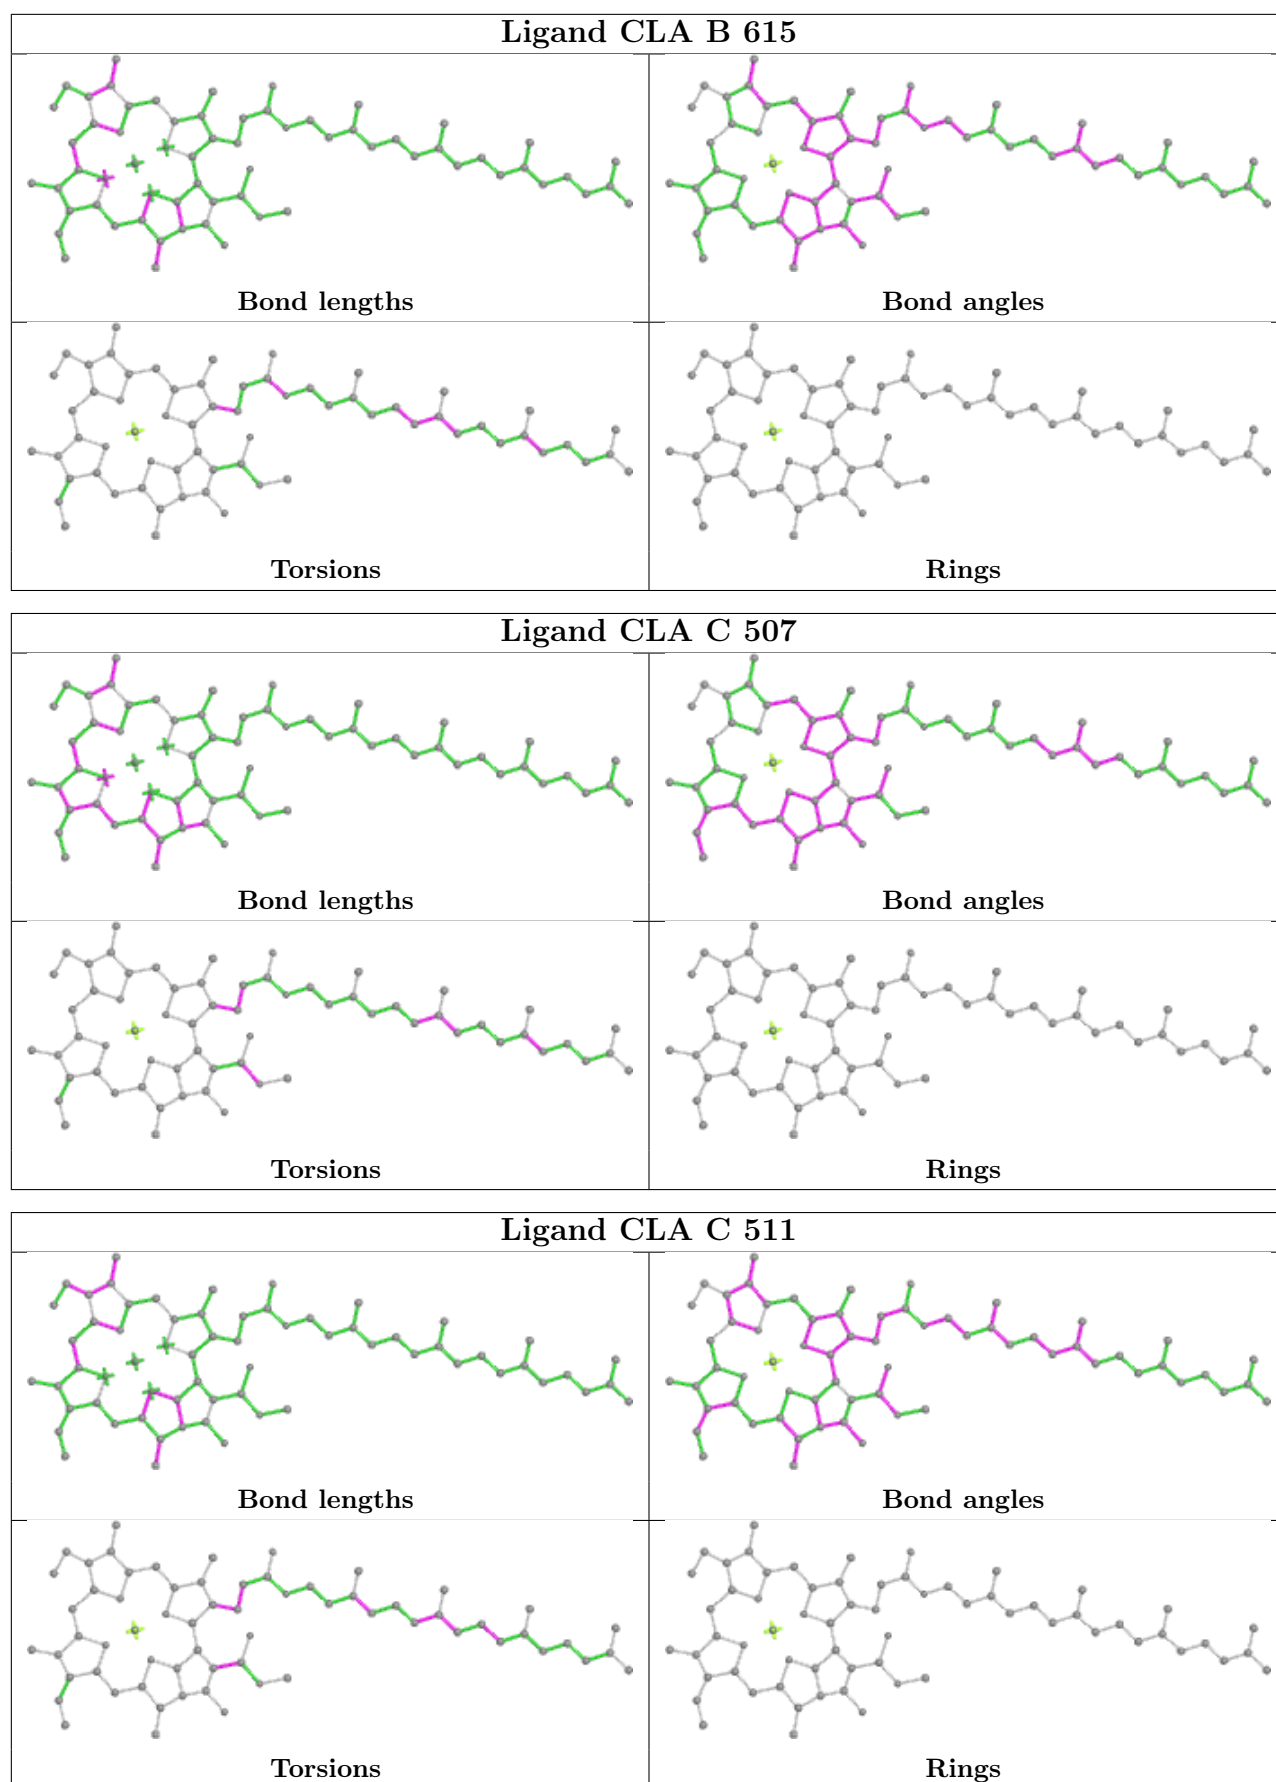 Ligand CLA B 615
Bond lengths
Bond angles
Torsions
Rings
Ligand CLA C 507
Bond lengths
Bond angles
Torsions
Rings
Ligand CLA C 511
Bond lengths
Bond angles
Torsions
Rings